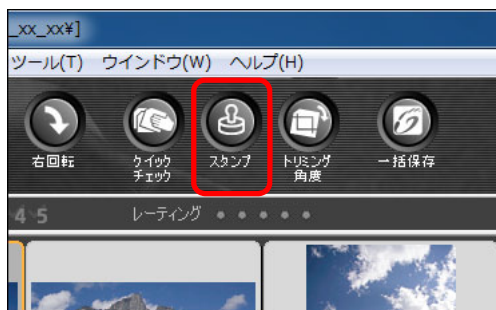 _xx_xx¥]
ツール(T) ウインドウ(W) ヘルプ(H)
右回転
クイック
チェック
スタンプ
トリミング
角度
一括保存
4 5 レーティング